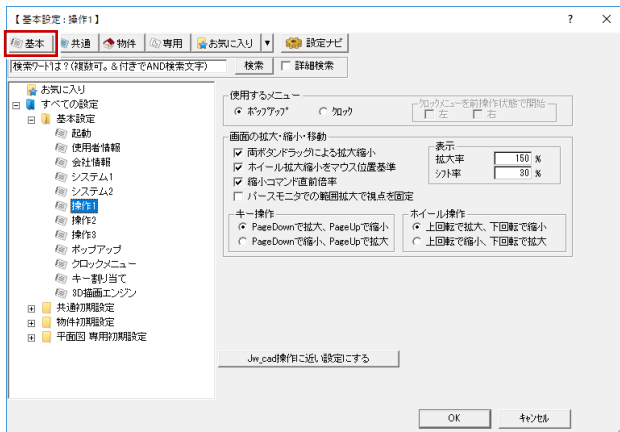 【基本設定：操作1】
? ×
基本 共通 物件 専用 お気に入り ▼ 設定ナビ
検索ワードは？(複数可。＆付きでAND検索文字) 検索 詳細検索
お気に入り
すべての設定
基本設定
起動
使用者情報
会社情報
システム1
システム2
操作1
操作2
操作3
ポップアップ
クロックメニュー
キー割り当て
3D描画エンジン
共通初期設定
物件初期設定
平面図 専用初期設定
使用するメニュー
ﾎﾟｯﾌﾟｱｯﾌﾟ ｸﾛｯｸ
ｸﾛｯｸﾒﾆｭｰを前操作状態で開始
左 右
画面の拡大・縮小・移動
両ボタンドラッグによる拡大縮小
ホイール拡大縮小をマウス位置基準
縮小コマンド直前倍率
パースモニタでの範囲拡大で視点を固定
表示
拡大率 150 %
ｼﾌﾄ率 30 %
キー操作
PageDownで拡大、PageUpで縮小
PageDownで縮小、PageUpで拡大
ホイール操作
上回転で拡大、下回転で縮小
上回転で縮小、下回転で拡大
Jw_cad操作に近い設定にする
OK ｷｬﾝｾﾙ